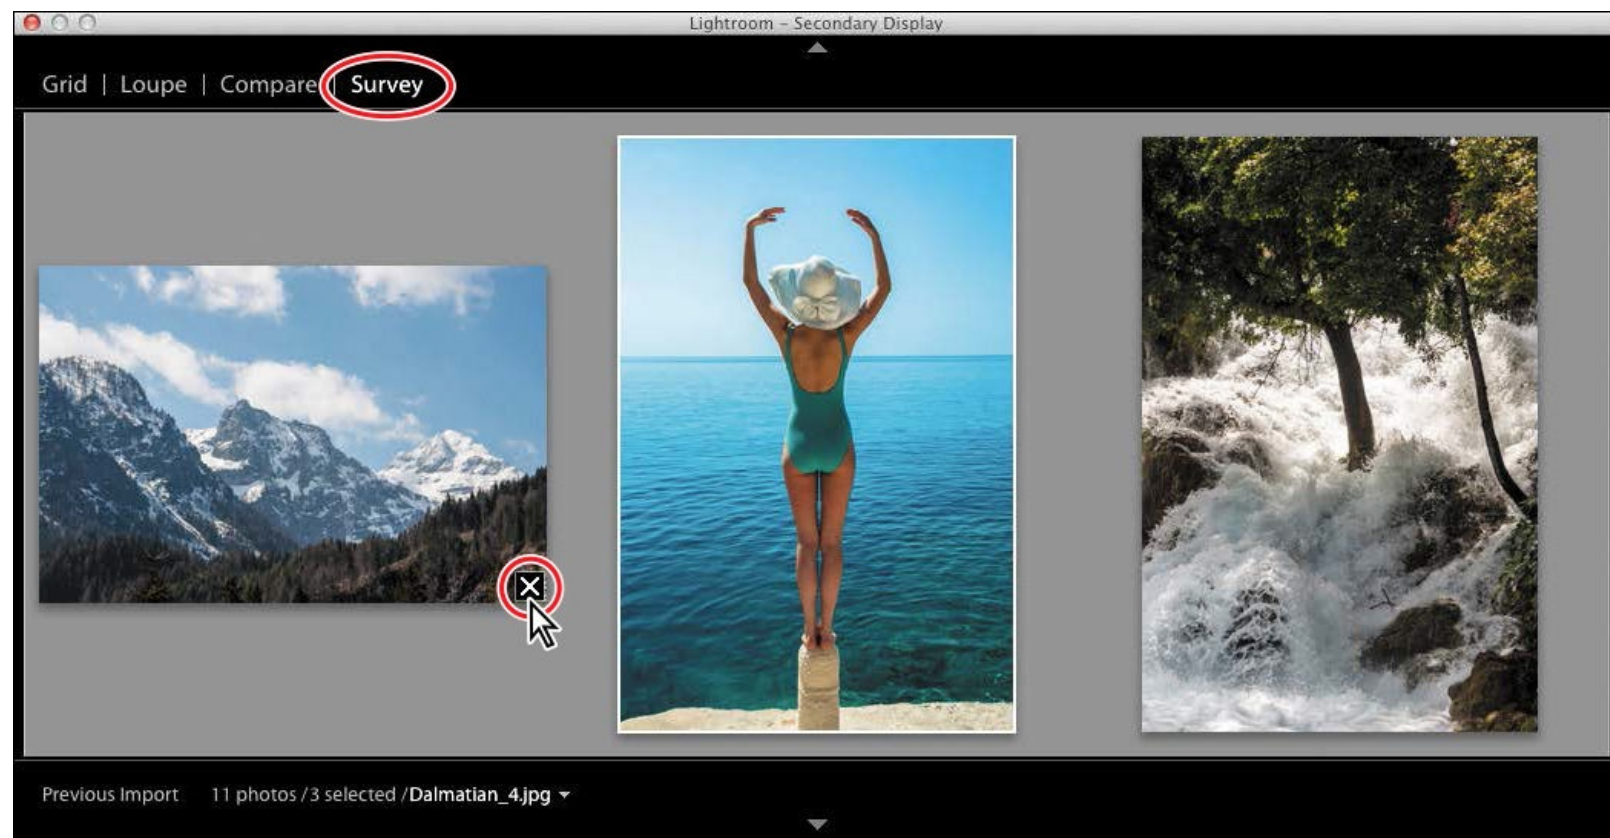 Lightroom – Secondary Display
Grid | Loupe | Compare | Survey
Previous Import 11 photos / 3 selected / Dalmatian_4.jpg